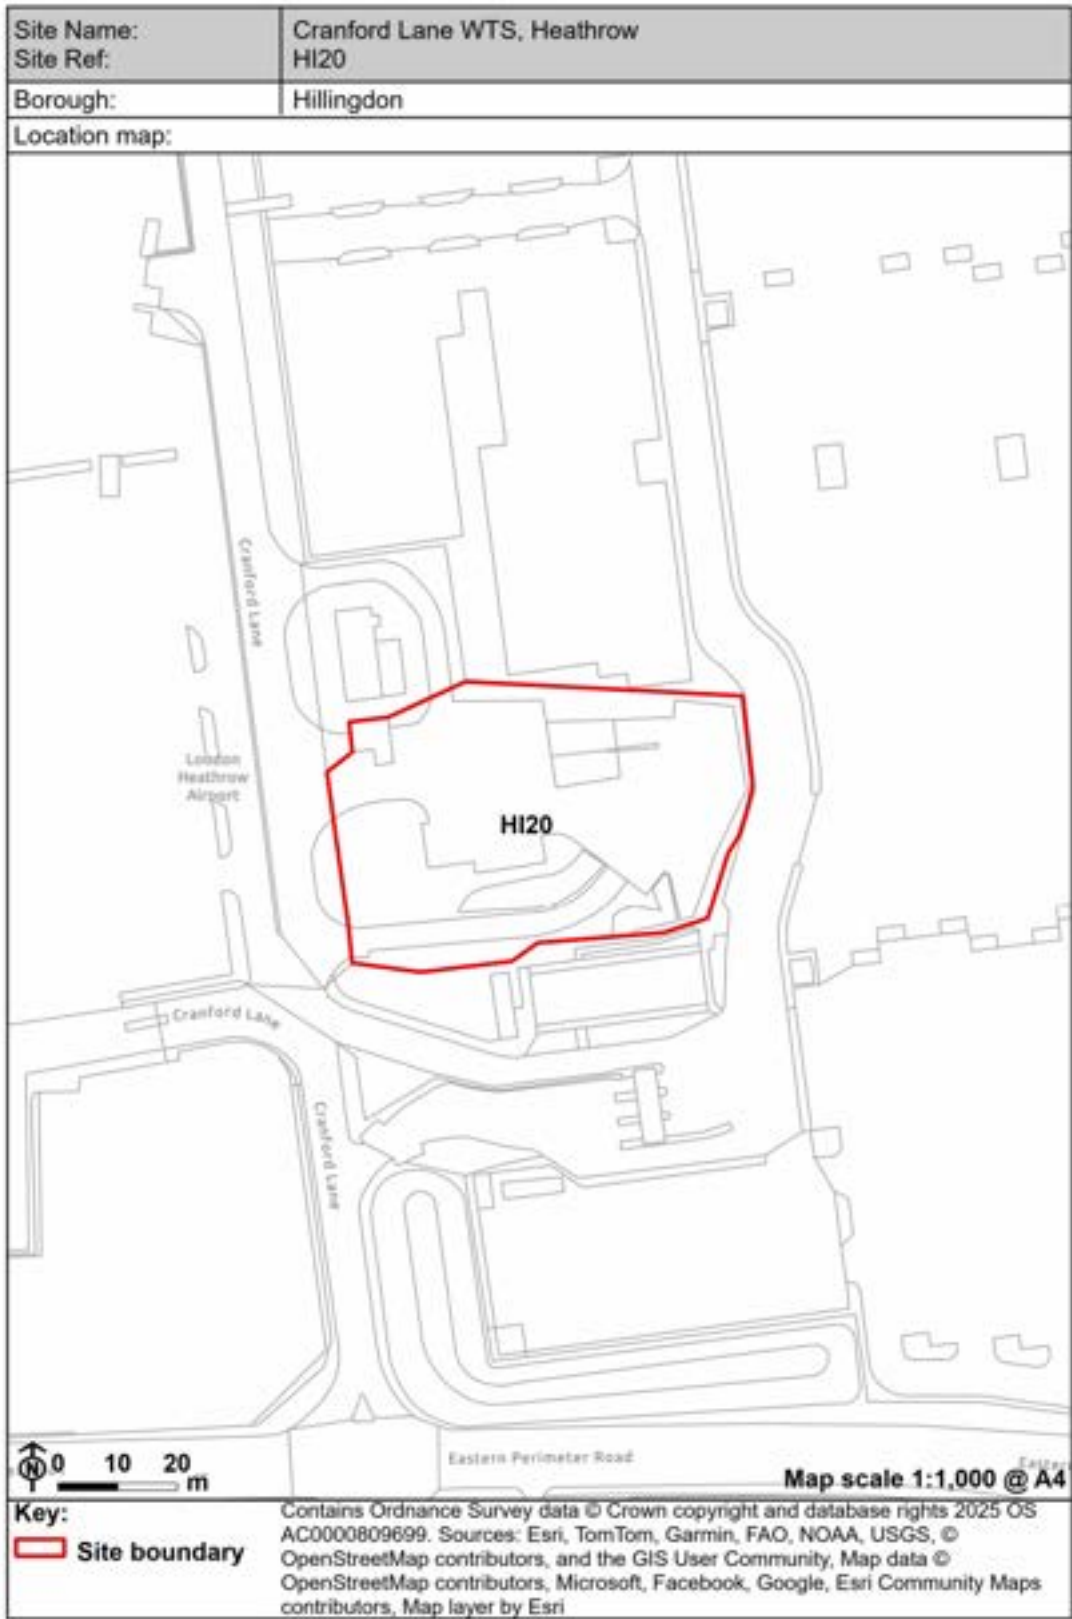 Site Name: Cranford Lane WTS, Heathrow
Site Ref: HI20
Borough: Hillingdon
Location map:
Cranford Lane
London
Heathrow
Airport
HI20
Cranford Lane
Cranford Lane
Eastern Perimeter Road
Eastern
N 0 10 20
m
Map scale 1:1,000 @ A4
Key:
Site boundary
Contains Ordnance Survey data © Crown copyright and database rights 2025 OS
AC0000809699. Sources: Esri, TomTom, Garmin, FAO, NOAA, USGS, ©
OpenStreetMap contributors, and the GIS User Community, Map data ©
OpenStreetMap contributors, Microsoft, Facebook, Google, Esri Community Maps
contributors, Map layer by Esri